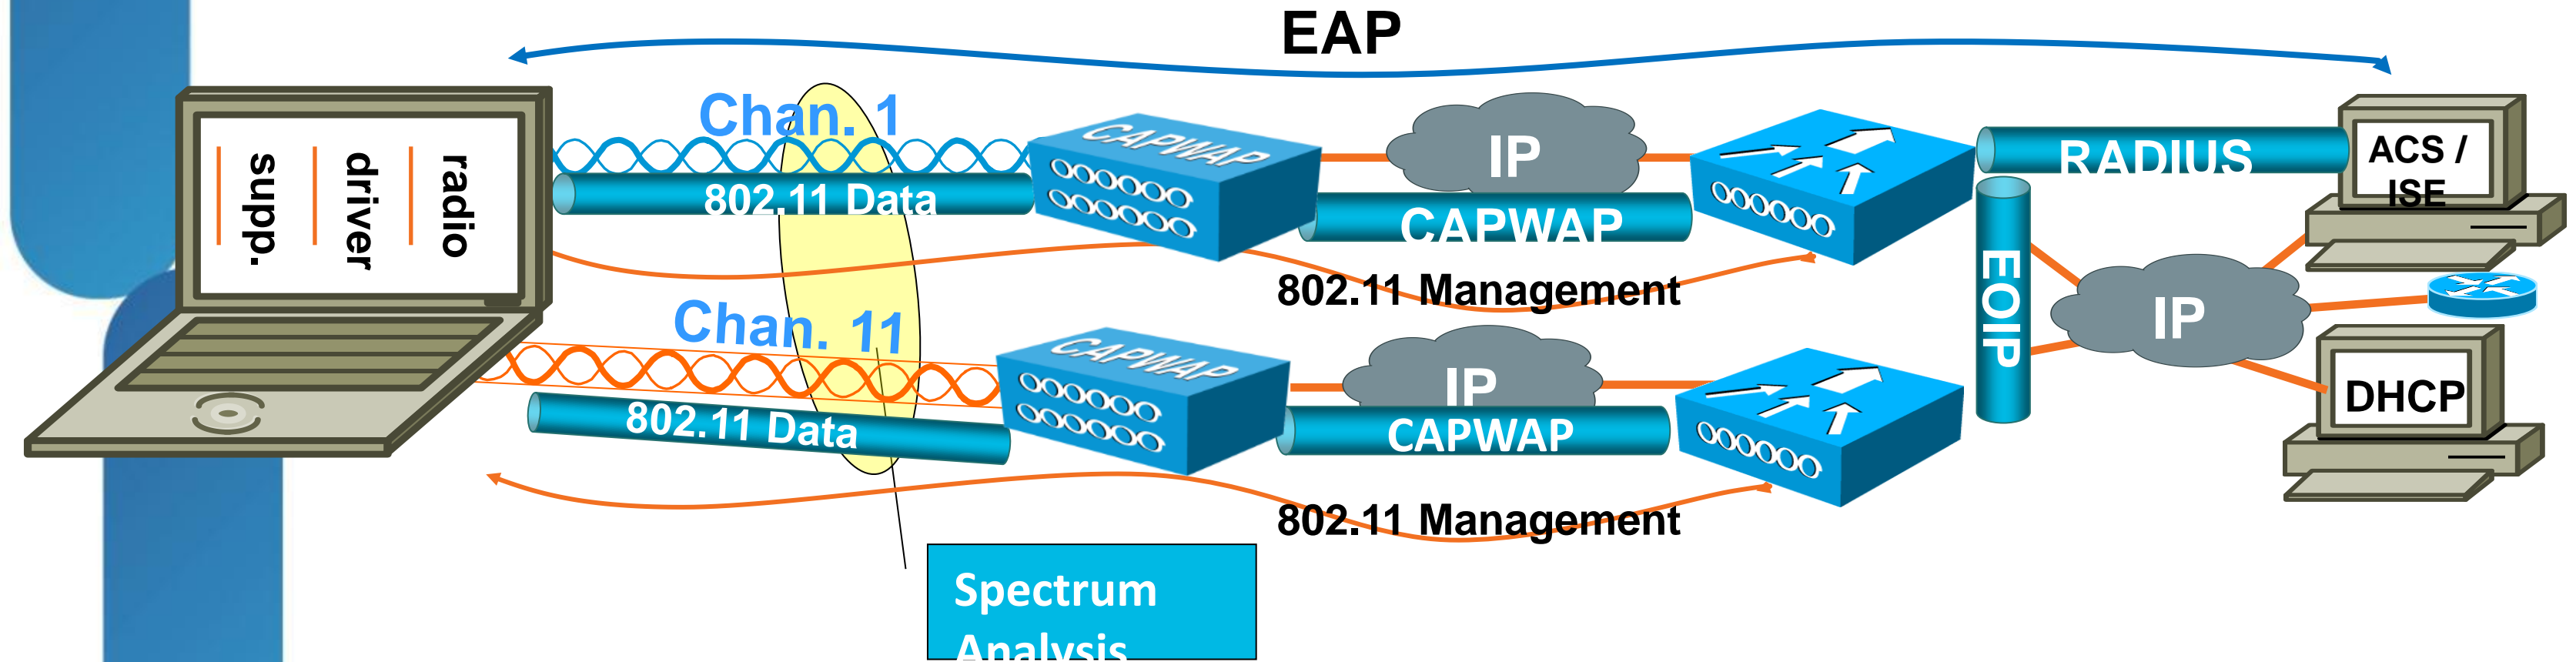 EAP
Chan. 1
802.11 Data
CAPWAP
IP
CAPWAP
RADIUS
ACS /
ISE
supp.
driver
radio
802.11 Management
EOIP
IP
Chan. 11
802.11 Data
CAPWAP
IP
CAPWAP
DHCP
802.11 Management
Spectrum
Analysis